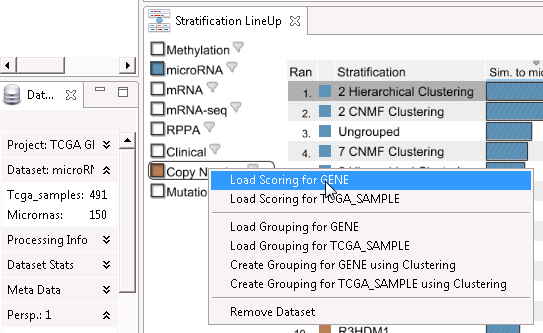 Stratification LineUp
Methylation
microRNA
mRNA
mRNA-seq
RPPA
Clinical
Copy
Mutatio
Ran Stratification Sim. to mi
1. 2 Hierarchical Clustering
2. 2 CNMF Clustering
3. Ungrouped
4. 7 CNMF Clustering
Dat...
Project: TCGA Gl
Dataset: microRN
Tcga_samples: 491
Micrornas: 150
Processing Info
Dataset Stats
Meta Data
Persp.: 1
Load Scoring for GENE
Load Scoring for TCGA_SAMPLE
Load Grouping for GENE
Load Grouping for TCGA_SAMPLE
Create Grouping for GENE using Clustering
Create Grouping for TCGA_SAMPLE using Clustering
Remove Dataset
R3HDM1